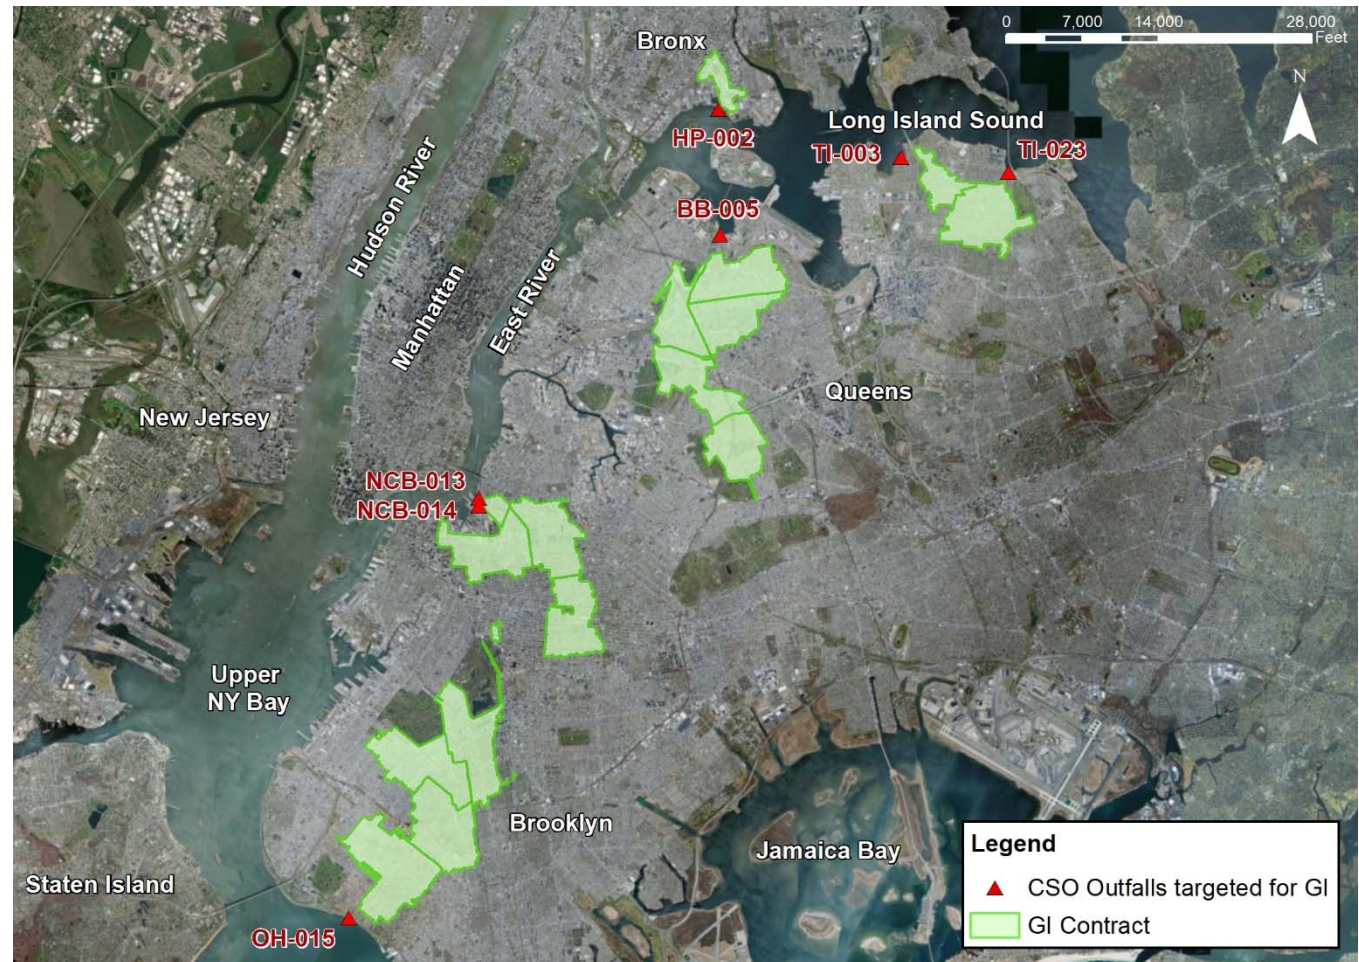 0 7,000 14,000 28,000
Feet
Bronx
N
HP-002
Long Island Sound
TI-003
TI-023
BB-005
Hudson River
Manhattan
East River
Queens
New Jersey
NCB-013
NCB-014
Upper
NY Bay
Brooklyn
Jamaica Bay
Staten Island
OH-015
Legend
CSO Outfalls targeted for GI
GI Contract